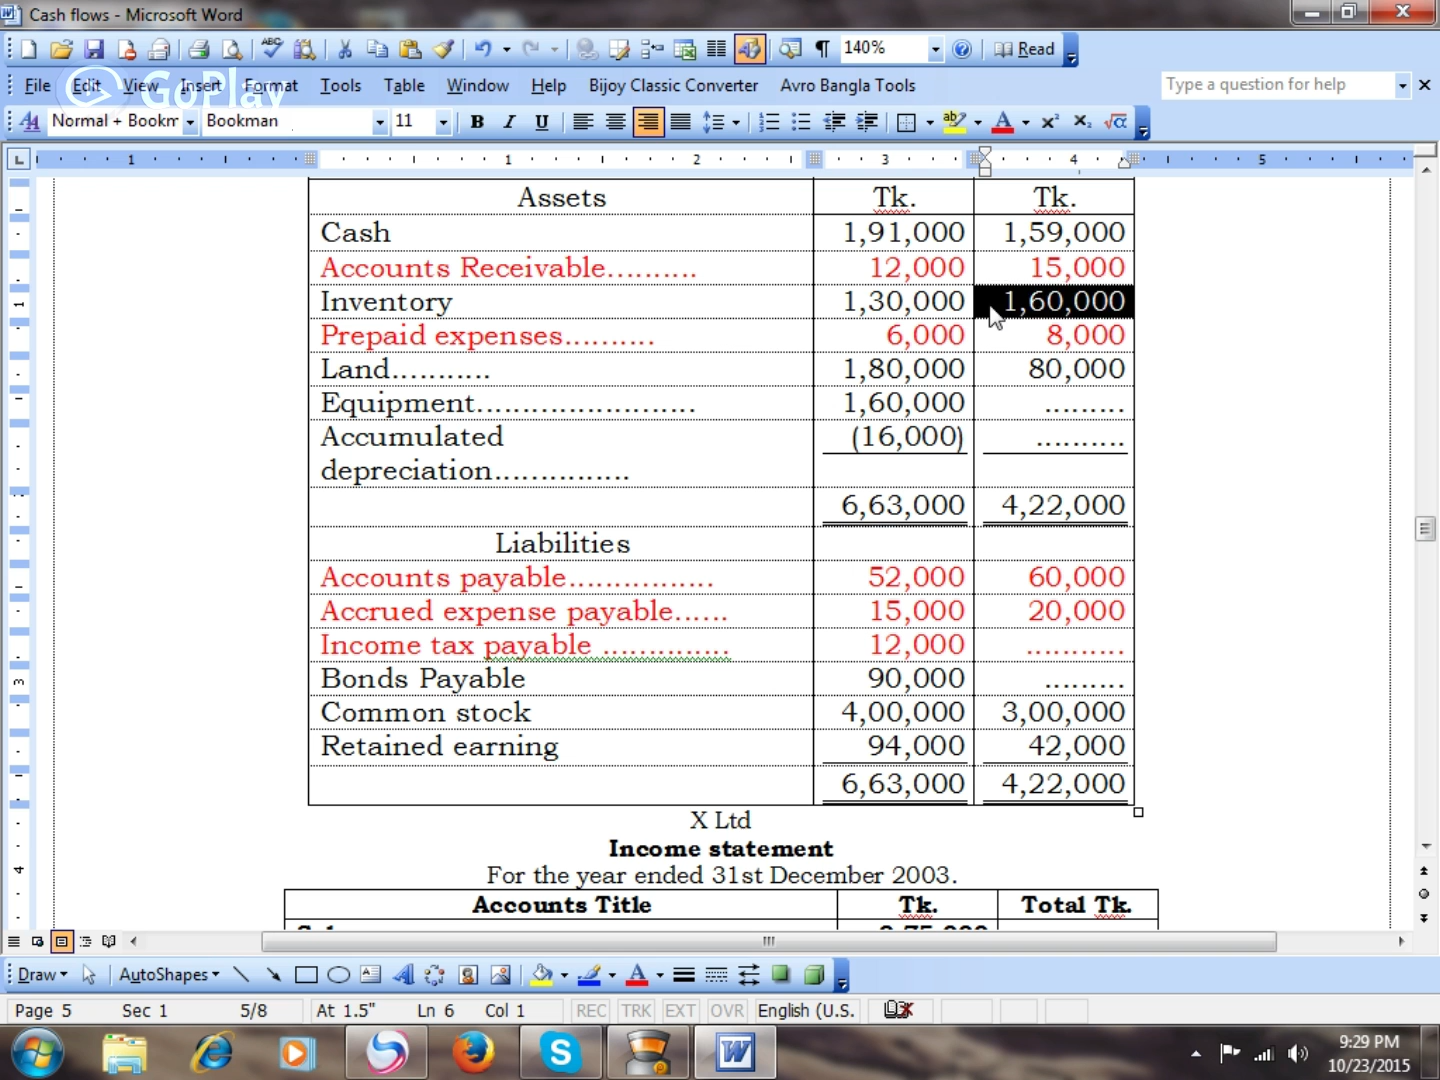 Cash flows - Microsoft Word
140%
Read
File Edit View Insert Format Tools Table Window Help Bijoy Classic Converter Avro Bangla Tools
Type a question for help
GoPlay
Normal + Bookm
Bookman
11
B I U
1 1 2 3 4 5
Assets Tk. Tk.
Cash 1,91,000 1,59,000
Accounts Receivable.......... 12,000 15,000
Inventory 1,30,000 1,60,000
Prepaid expenses.......... 6,000 8,000
Land........... 1,80,000 80,000
Equipment........................ 1,60,000 .........
Accumulated (16,000) ..........
depreciation...............
6,63,000 4,22,000
Liabilities
Accounts payable................ 52,000 60,000
Accrued expense payable...... 15,000 20,000
Income tax payable .............. 12,000 ...........
Bonds Payable 90,000 .........
Common stock 4,00,000 3,00,000
Retained earning 94,000 42,000
6,63,000 4,22,000
X Ltd
Income statement
For the year ended 31st December 2003.
Accounts Title Tk. Total Tk.
Draw AutoShapes
Page 5 Sec 1 5/8 At 1.5" Ln 6 Col 1 REC TRK EXT OVR English (U.S.
9:29 PM
10/23/2015